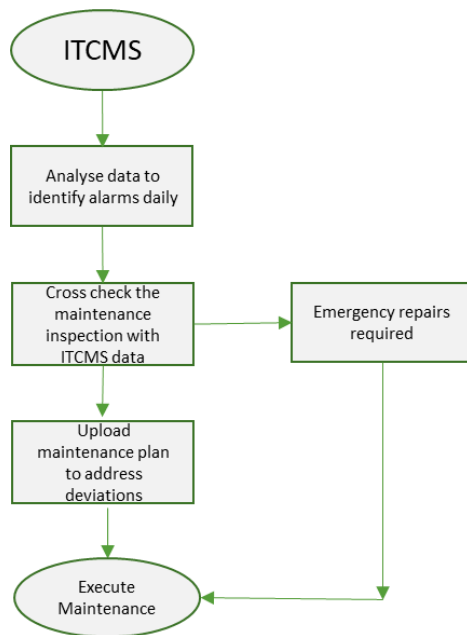 ITCMS
Analyse data to
identify alarms daily
Cross check the
maintenance
inspection with
ITCMS data
Emergency repairs
required
Upload
maintenance plan
to address
deviations
Execute
Maintenance